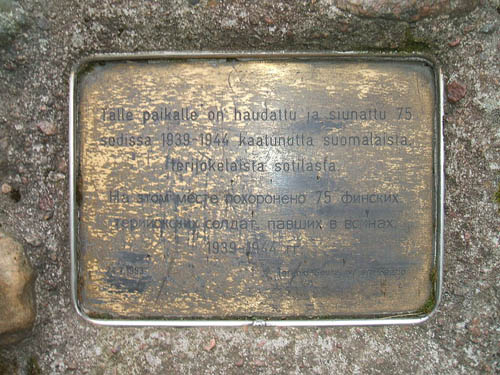 Tälle paikalle on haudattu ja siunattu 75
sodissa 1939-1944 kaatunutta suomalaista,
terijokelaista sotilasta.
На этом месте похоронено 75 финских
терийокских солдат, павших в войнах
1939-1944 гг.
1993